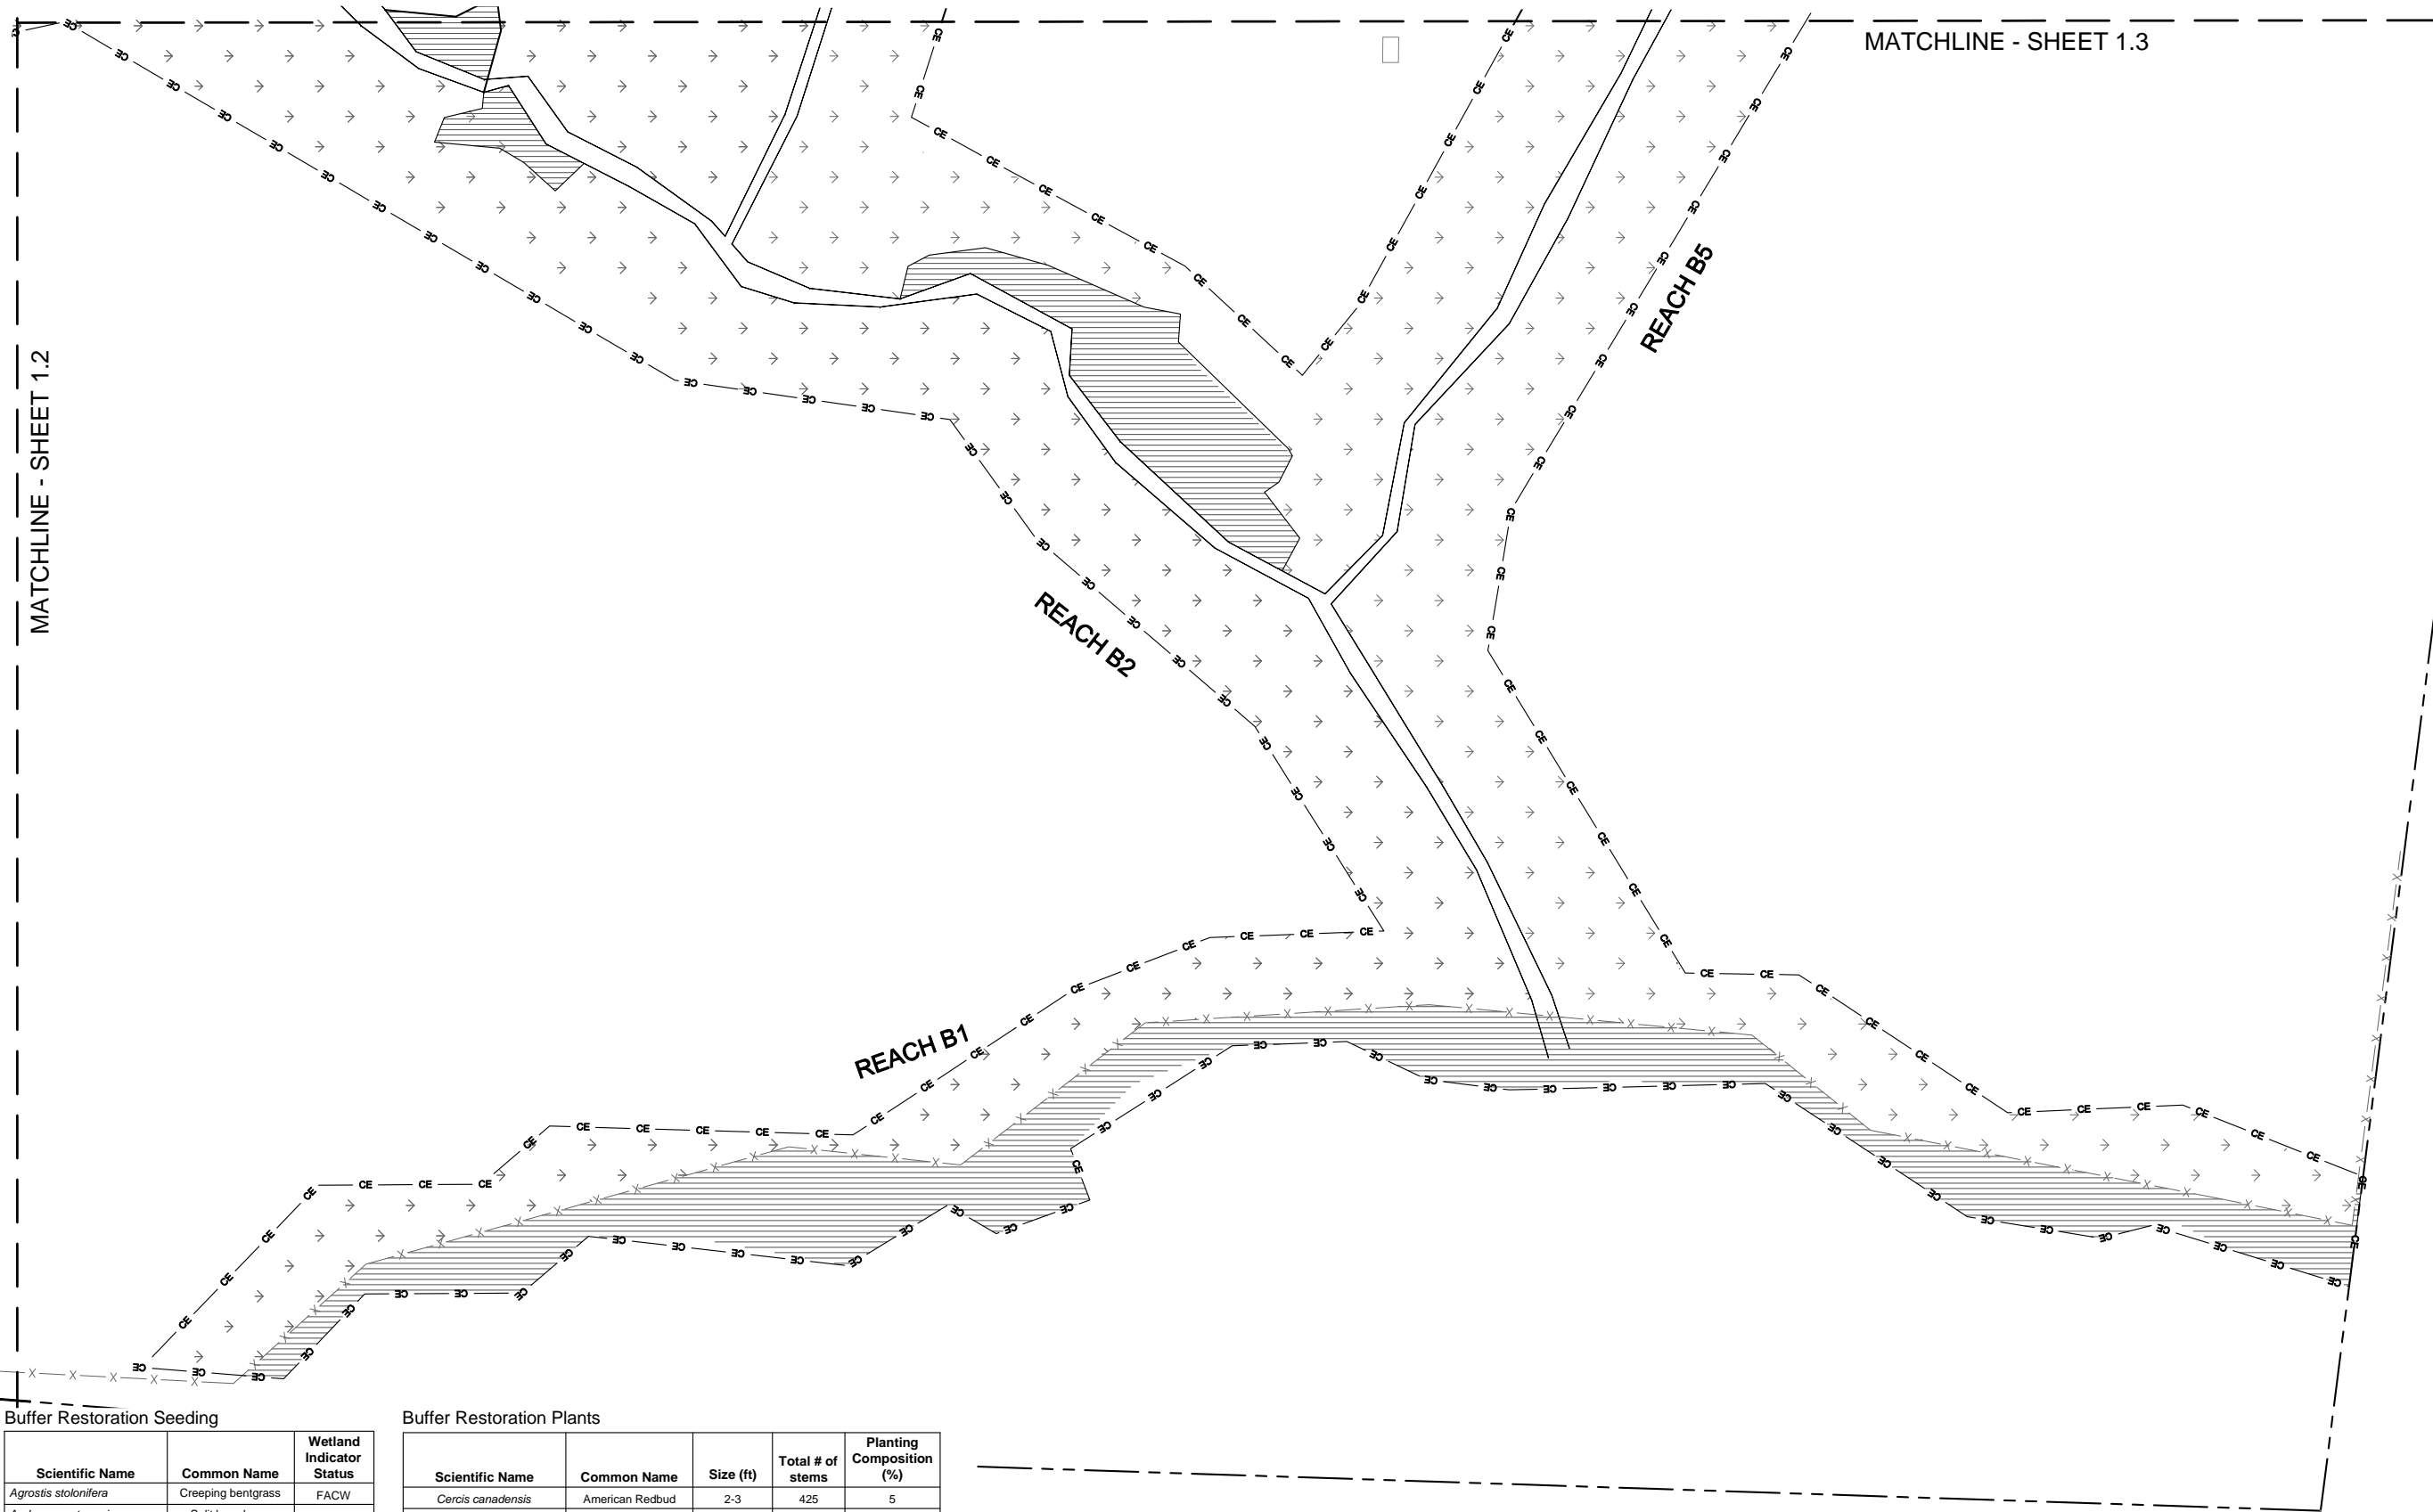 MATCHLINE - SHEET 1.3
MATCHLINE - SHEET 1.2
REACH B5
REACH B2
REACH B1
Buffer Restoration Seeding
Scientific Name Common Name Wetland Indicator Status
Agrostis stolonifera Creeping bentgrass FACW
Buffer Restoration Plants
Scientific Name Common Name Size (ft) Total # of stems Planting Composition (%)
Cercis canadensis American Redbud 2-3 425 5